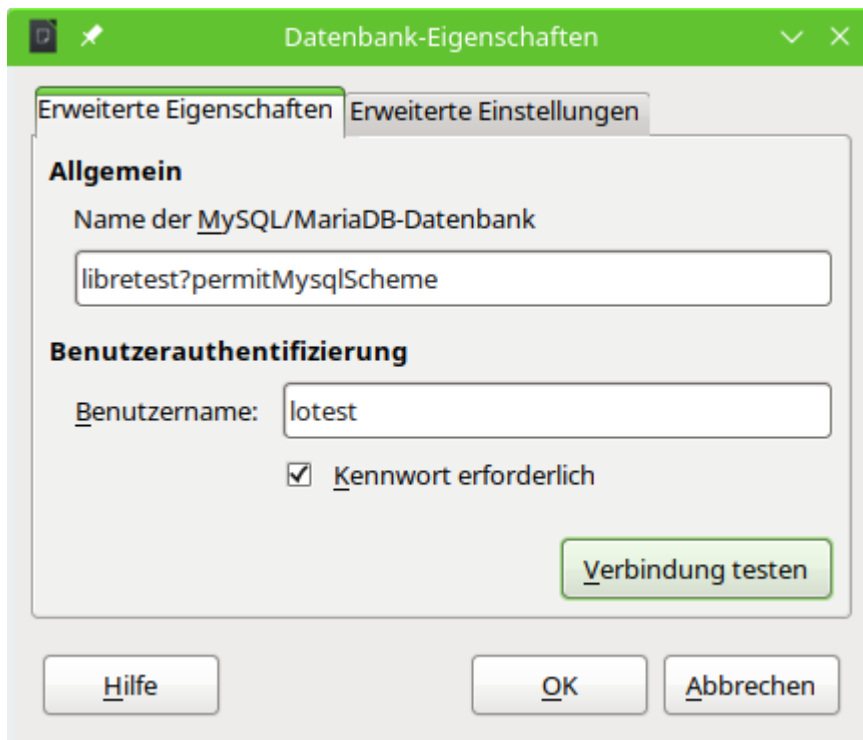 Datenbank-Eigenschaften
Erweiterte Eigenschaften Erweiterte Einstellungen
Allgemein
Name der MySQL/MariaDB-Datenbank
libretest?permitMysqlScheme
Benutzerauthentifizierung
Benutzername: lotest
Kennwort erforderlich
Verbindung testen
Hilfe OK Abbrechen